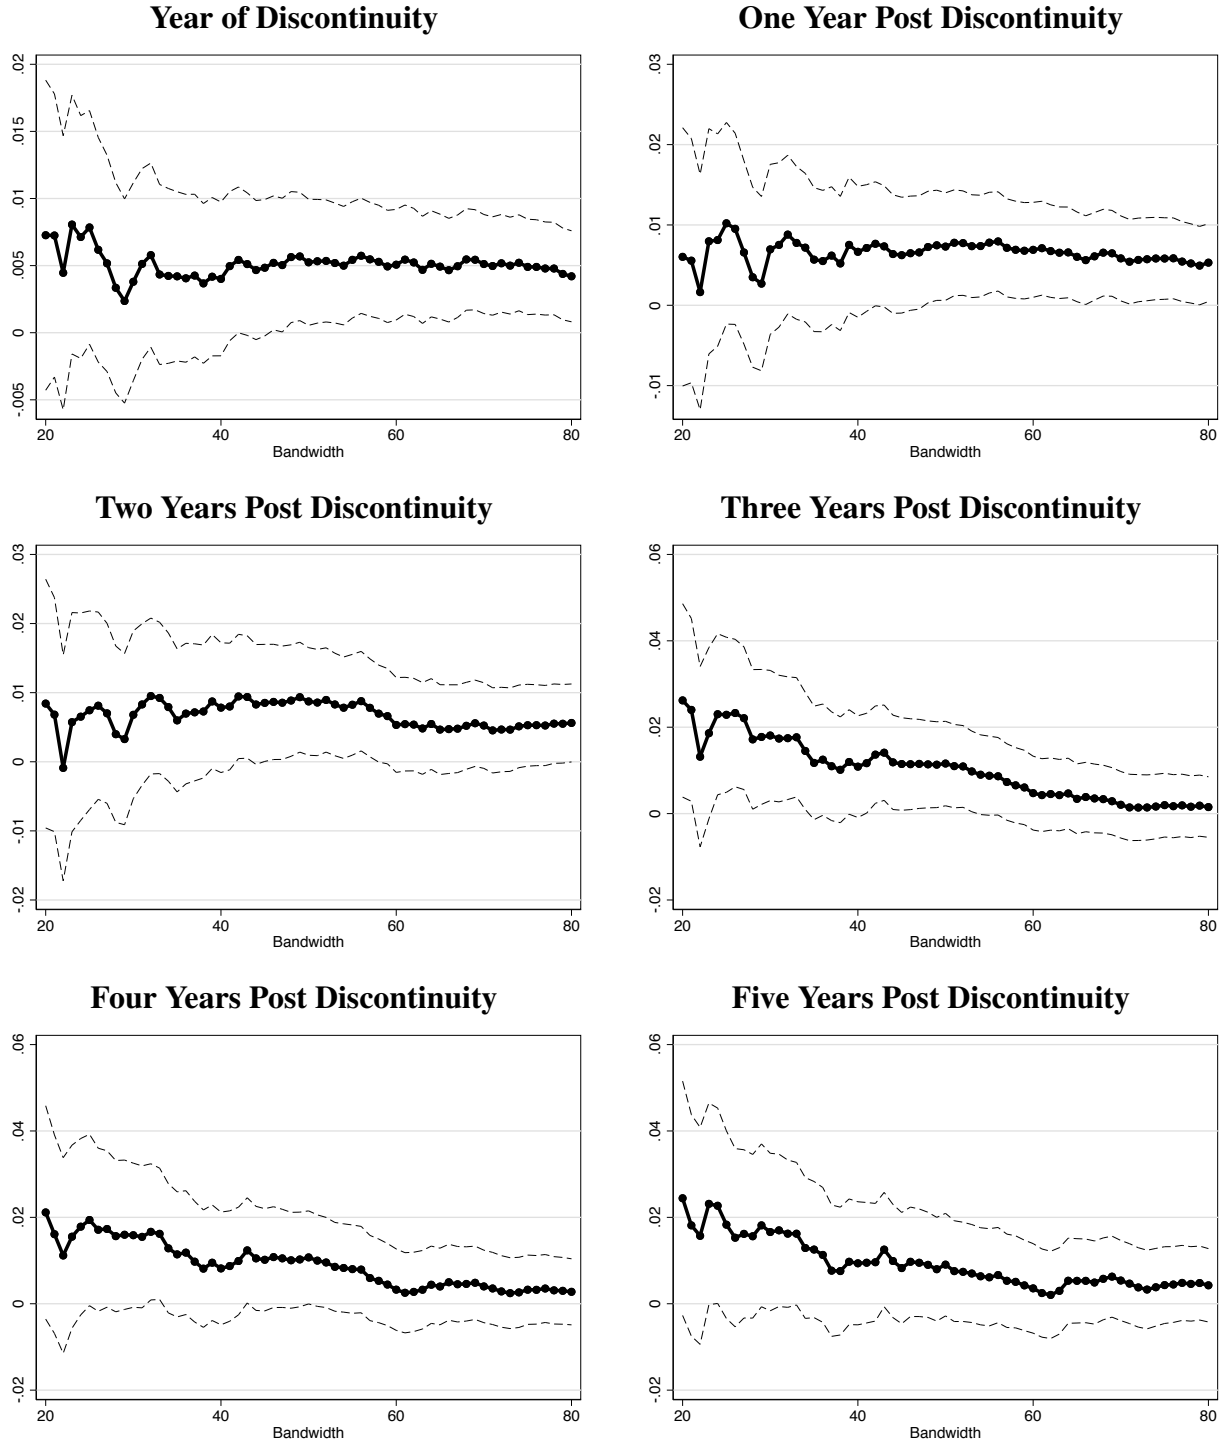 Year of Discontinuity
.02
.015
.01
.005
0
-.005
20 40 60 80
Bandwidth
One Year Post Discontinuity
.03
.02
.01
0
-.01
20 40 60 80
Bandwidth
Two Years Post Discontinuity
.03
.02
.01
0
-.01
-.02
20 40 60 80
Bandwidth
Three Years Post Discontinuity
.06
.04
.02
0
-.02
20 40 60 80
Bandwidth
Four Years Post Discontinuity
.06
.04
.02
0
-.02
20 40 60 80
Bandwidth
Five Years Post Discontinuity
.06
.04
.02
0
-.02
20 40 60 80
Bandwidth